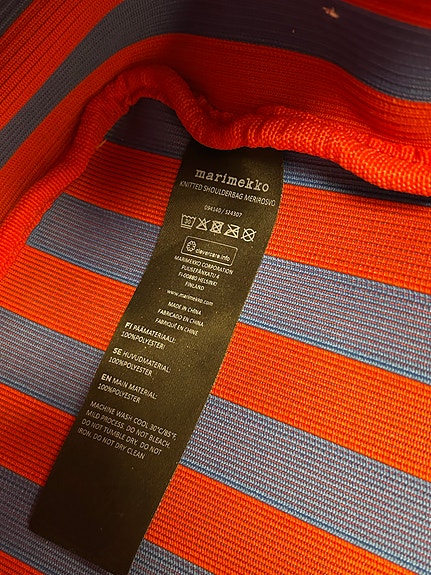 marimekko
KNITTED SHOULDERBAG MERIROSVO
094140 / S14307
30
clevercare.info
MARIMEKKO CORPORATION
PUUSEPÄNKATU 4
FI-00880 HELSINKI
FINLAND
www.marimekko.com
MADE IN CHINA
FABRICADO EN CHINA
FABRIQUÉ EN CHINE
FI PÄÄMATERIAALI:
100%POLYESTERI
SE HUVUDMATERIAL:
100%POLYESTER
EN MAIN MATERIAL:
100%POLYESTER
MACHINE WASH COOL 30°C/85°F,
MILD PROCESS. DO NOT BLEACH.
DO NOT TUMBLE DRY. DO NOT
IRON. DO NOT DRY CLEAN